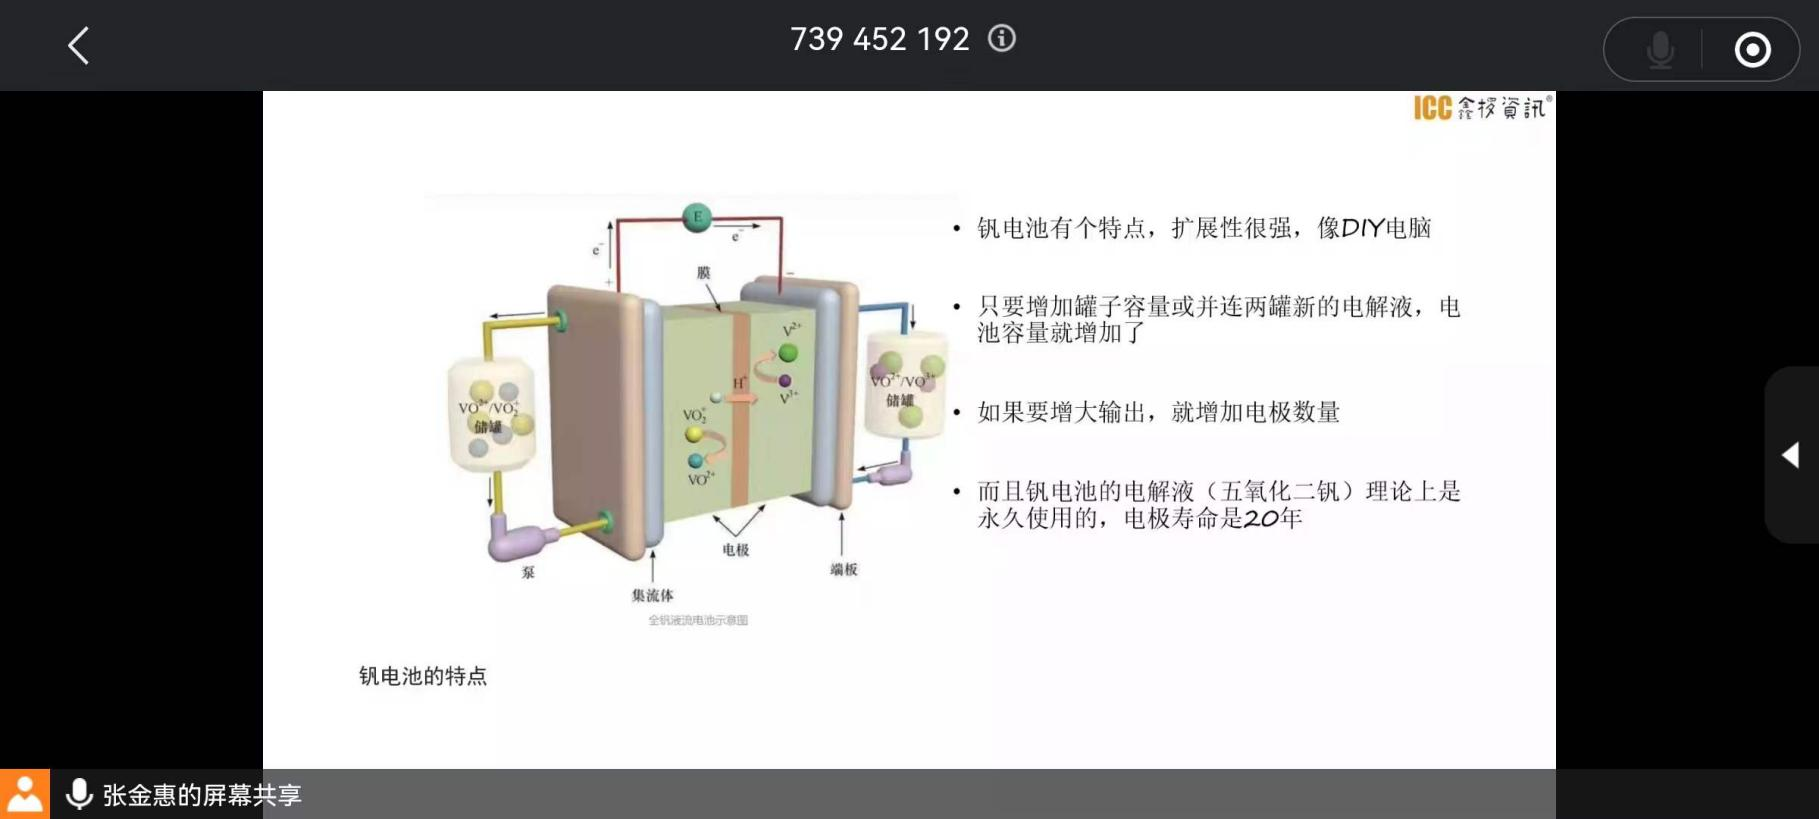 739 452 192
ICC鑫椤資訊®
E
e⁻
e⁻
+
−
膜
V²⁺
H⁺
V³⁺
VO₂⁺
VO²⁺
VO²⁺/VO₂⁺
储罐
VO²⁺/VO³⁺
储罐
泵
集流体
电极
端板
全钒液流电池示意图
• 钒电池有个特点，扩展性很强，像DIY电脑
• 只要增加罐子容量或并连两罐新的电解液，电
池容量就增加了
• 如果要增大输出，就增加电极数量
• 而且钒电池的电解液（五氧化二钒）理论上是
永久使用的，电极寿命是20年
钒电池的特点
张金惠的屏幕共享